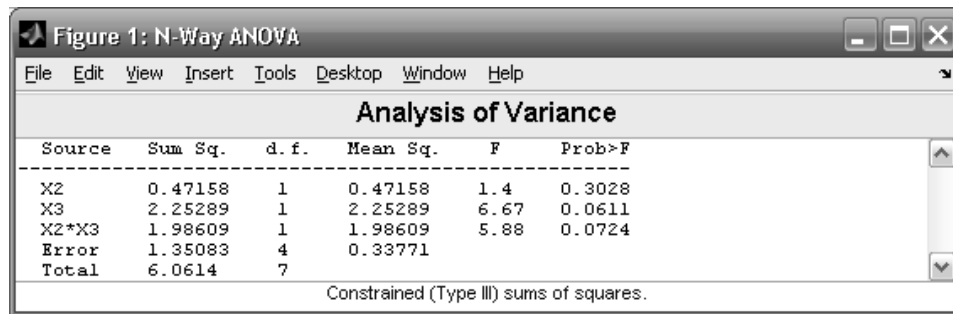 Figure 1: N-Way ANOVA
File Edit View Insert Tools Desktop Window Help
Analysis of Variance
Source Sum Sq. d.f. Mean Sq. F Prob>F
X2 0.47158 1 0.47158 1.4 0.3028
X3 2.25289 1 2.25289 6.67 0.0611
X2*X3 1.98609 1 1.98609 5.88 0.0724
Error 1.35083 4 0.33771
Total 6.0614 7
Constrained (Type III) sums of squares.